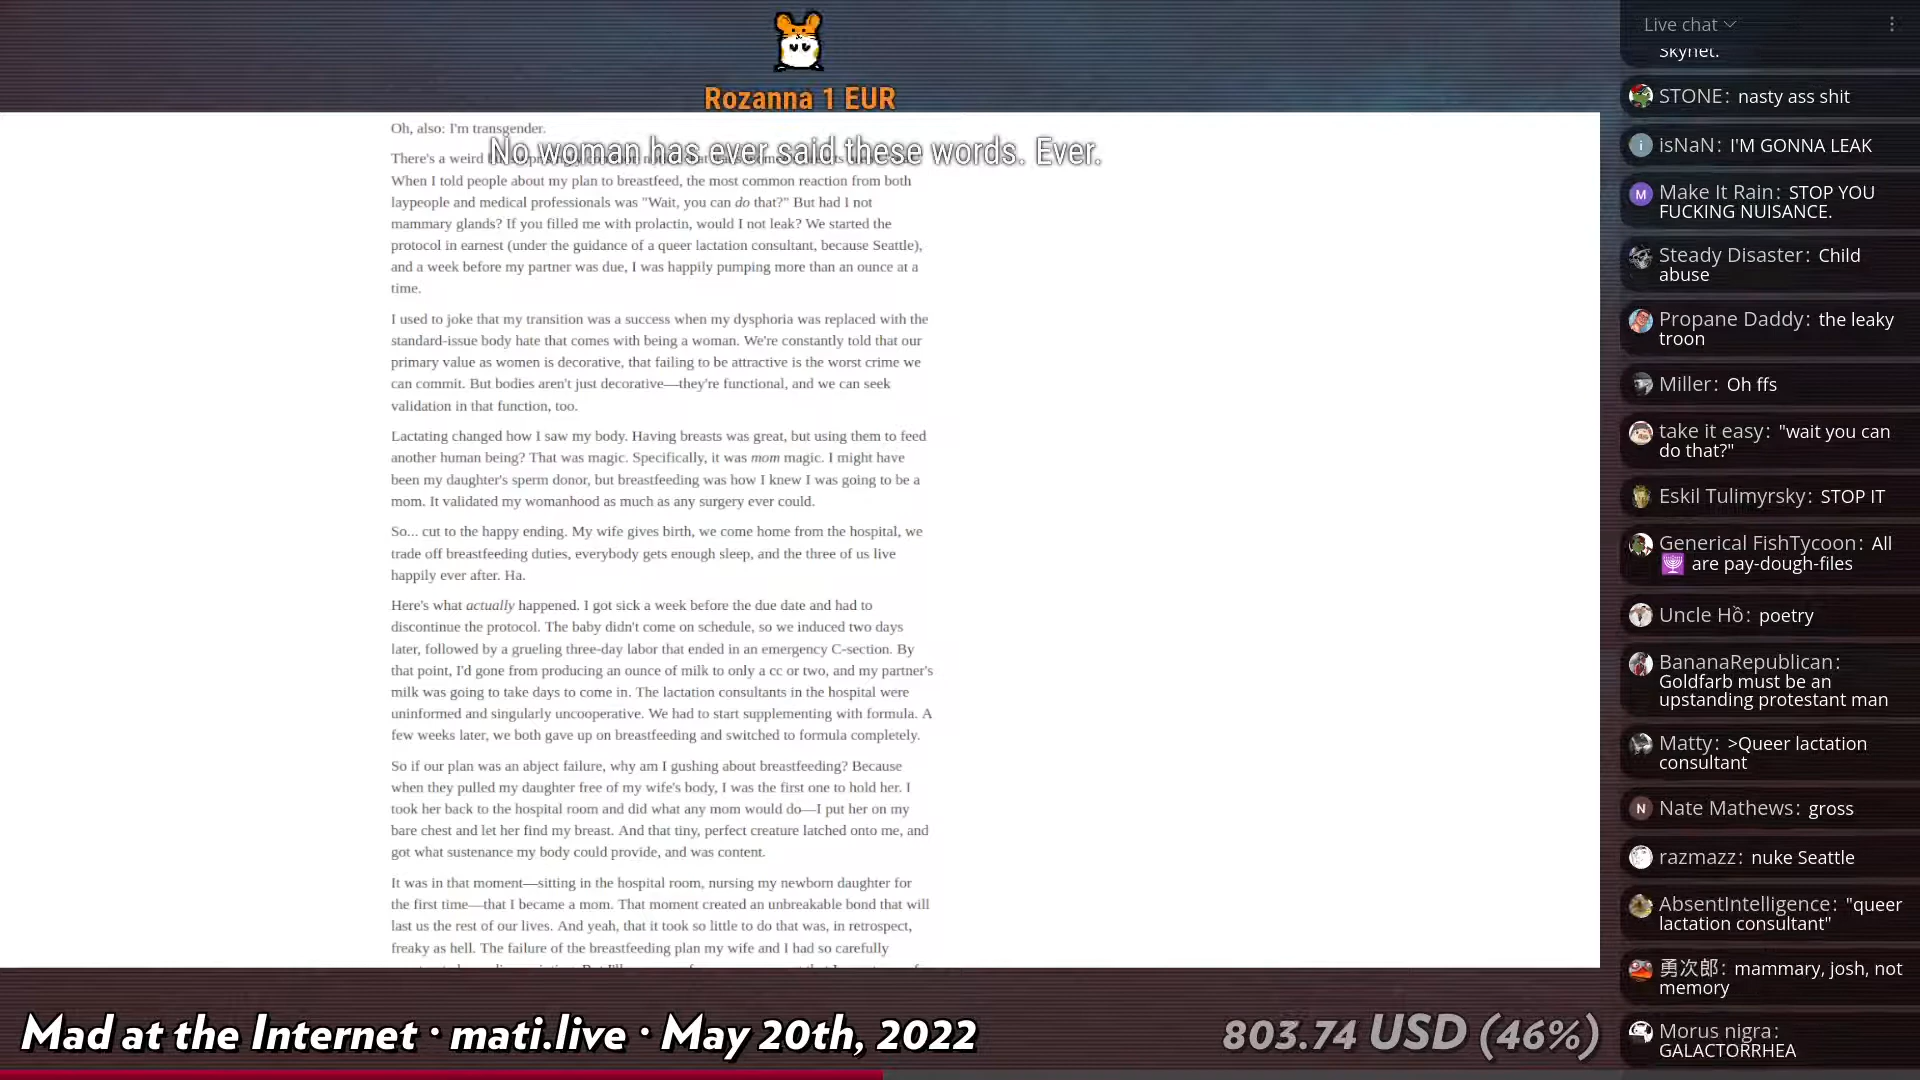 Rozanna 1 EUR
No woman has ever said these words. Ever.
Oh, also: I'm transgender.
There's a weird
When I told people about my plan to breastfeed, the most common reaction from both
laypeople and medical professionals was "Wait, you can do that?" But had I not
mammary glands? If you filled me with prolactin, would I not leak? We started the
protocol in earnest (under the guidance of a queer lactation consultant, because Seattle),
and a week before my partner was due, I was happily pumping more than an ounce at a
time.
I used to joke that my transition was a success when my dysphoria was replaced with the
standard-issue body hate that comes with being a woman. We're constantly told that our
primary value as women is decorative, that failing to be attractive is the worst crime we
can commit. But bodies aren't just decorative—they're functional, and we can seek
validation in that function, too.
Lactating changed how I saw my body. Having breasts was great, but using them to feed
another human being? That was magic. Specifically, it was mom magic. I might have
been my daughter's sperm donor, but breastfeeding was how I knew I was going to be a
mom. It validated my womanhood as much as any surgery ever could.
So... cut to the happy ending. My wife gives birth, we come home from the hospital, we
trade off breastfeeding duties, everybody gets enough sleep, and the three of us live
happily ever after. Ha.
Here's what actually happened. I got sick a week before the due date and had to
discontinue the protocol. The baby didn't come on schedule, so we induced two days
later, followed by a grueling three-day labor that ended in an emergency C-section. By
that point, I'd gone from producing an ounce of milk to only a cc or two, and my partner's
milk was going to take days to come in. The lactation consultants in the hospital were
uninformed and singularly uncooperative. We had to start supplementing with formula. A
few weeks later, we both gave up on breastfeeding and switched to formula completely.
So if our plan was an abject failure, why am I gushing about breastfeeding? Because
when they pulled my daughter free of my wife's body, I was the first one to hold her. I
took her back to the hospital room and did what any mom would do—I put her on my
bare chest and let her find my breast. And that tiny, perfect creature latched onto me, and
got what sustenance my body could provide, and was content.
It was in that moment—sitting in the hospital room, nursing my newborn daughter for
the first time—that I became a mom. That moment created an unbreakable bond that will
last us the rest of our lives. And yeah, that it took so little to do that was, in retrospect,
freaky as hell. The failure of the breastfeeding plan my wife and I had so carefully
Mad at the Internet · mati.live · May 20th, 2022
803.74 USD (46%)
Live chat
Skynet.
STONE: nasty ass shit
i
isNaN: I'M GONNA LEAK
M
Make It Rain: STOP YOU
FUCKING NUISANCE.
Steady Disaster: Child
abuse
Propane Daddy: the leaky
troon
Miller: Oh ffs
take it easy: "wait you can
do that?"
Eskil Tulimyrsky: STOP IT
Generical FishTycoon: All
🕎 are pay-dough-files
Uncle Hồ: poetry
BananaRepublican:
Goldfarb must be an
upstanding protestant man
Matty: >Queer lactation
consultant
N
Nate Mathews: gross
razmazz: nuke Seattle
AbsentIntelligence: "queer
lactation consultant"
勇次郎: mammary, josh, not
memory
Morus nigra:
GALACTORRHEA